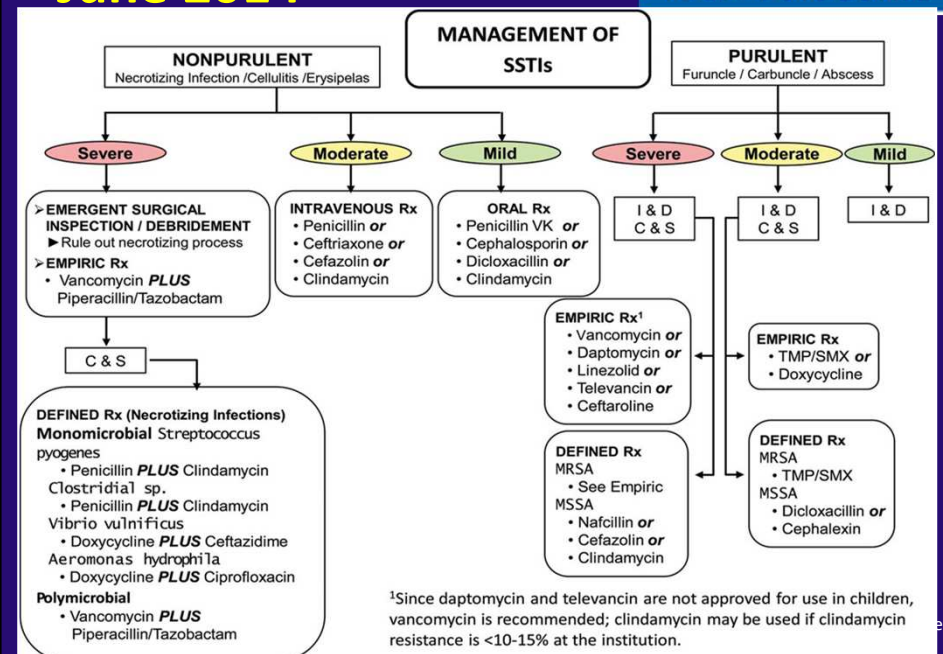 June 2014
MANAGEMENT OF
SSTIs
NONPURULENT
Necrotizing Infection /Cellulitis /Erysipelas
PURULENT
Furuncle / Carbuncle / Abscess
Severe
Moderate
Mild
Severe
Moderate
Mild
➢EMERGENT SURGICAL
INSPECTION / DEBRIDEMENT
►Rule out necrotizing process
➢EMPIRIC Rx
• Vancomycin PLUS
Piperacillin/Tazobactam
INTRAVENOUS Rx
• Penicillin or
• Ceftriaxone or
• Cefazolin or
• Clindamycin
ORAL Rx
• Penicillin VK or
• Cephalosporin or
• Dicloxacillin or
• Clindamycin
I & D
C & S
I & D
C & S
I & D
C & S
DEFINED Rx (Necrotizing Infections)
Monomicrobial Streptococcus
pyogenes
• Penicillin PLUS Clindamycin
Clostridial sp.
• Penicillin PLUS Clindamycin
Vibrio vulnificus
• Doxycycline PLUS Ceftazidime
Aeromonas hydrophila
• Doxycycline PLUS Ciprofloxacin
Polymicrobial
• Vancomycin PLUS
Piperacillin/Tazobactam
EMPIRIC Rx¹
• Vancomycin or
• Daptomycin or
• Linezolid or
• Televancin or
• Ceftaroline
EMPIRIC Rx
• TMP/SMX or
• Doxycycline
DEFINED Rx
MRSA
• See Empiric
MSSA
• Nafcillin or
• Cefazolin or
• Clindamycin
DEFINED Rx
MRSA
• TMP/SMX
MSSA
• Dicloxacillin or
• Cephalexin
¹Since daptomycin and televancin are not approved for use in children,
vancomycin is recommended; clindamycin may be used if clindamycin
resistance is <10-15% at the institution.